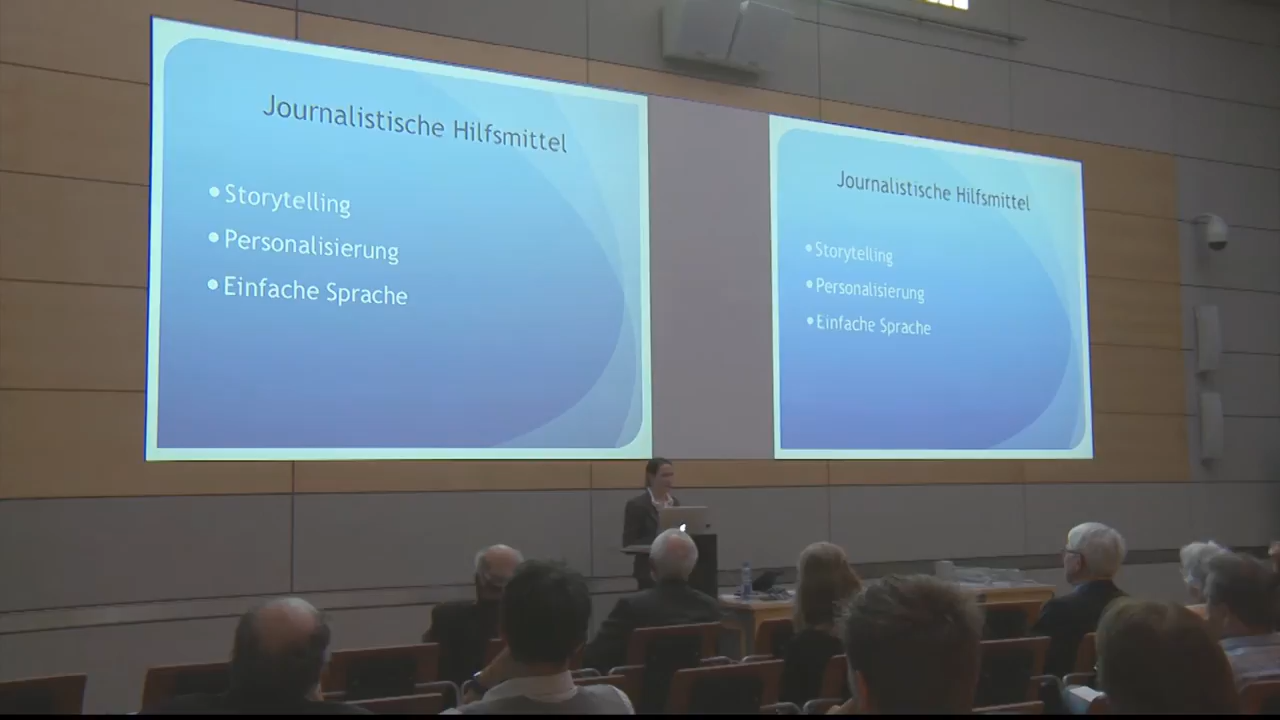 Journalistische Hilfsmittel
• Storytelling
• Personalisierung
• Einfache Sprache
Journalistische Hilfsmittel
• Storytelling
• Personalisierung
• Einfache Sprache